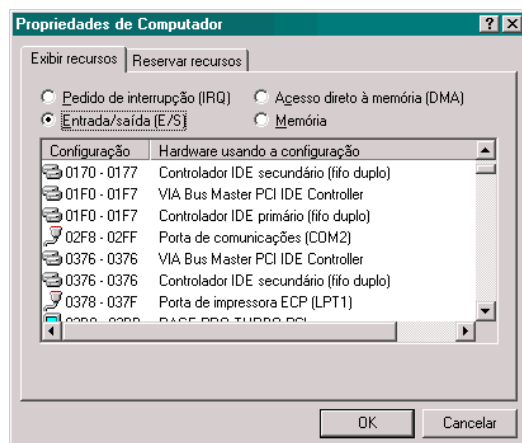 Propriedades de Computador
Exibir recursos Reservar recursos
Pedido de interrupção (IRQ) Acesso direto à memória (DMA)
Entrada/saída (E/S) Memória
Configuração Hardware usando a configuração
0170 - 0177 Controlador IDE secundário (fifo duplo)
01F0 - 01F7 VIA Bus Master PCI IDE Controller
01F0 - 01F7 Controlador IDE primário (fifo duplo)
02F8 - 02FF Porta de comunicações (COM2)
0376 - 0376 VIA Bus Master PCI IDE Controller
0376 - 0376 Controlador IDE secundário (fifo duplo)
0378 - 037F Porta de impressora ECP (LPT1)
OK Cancelar